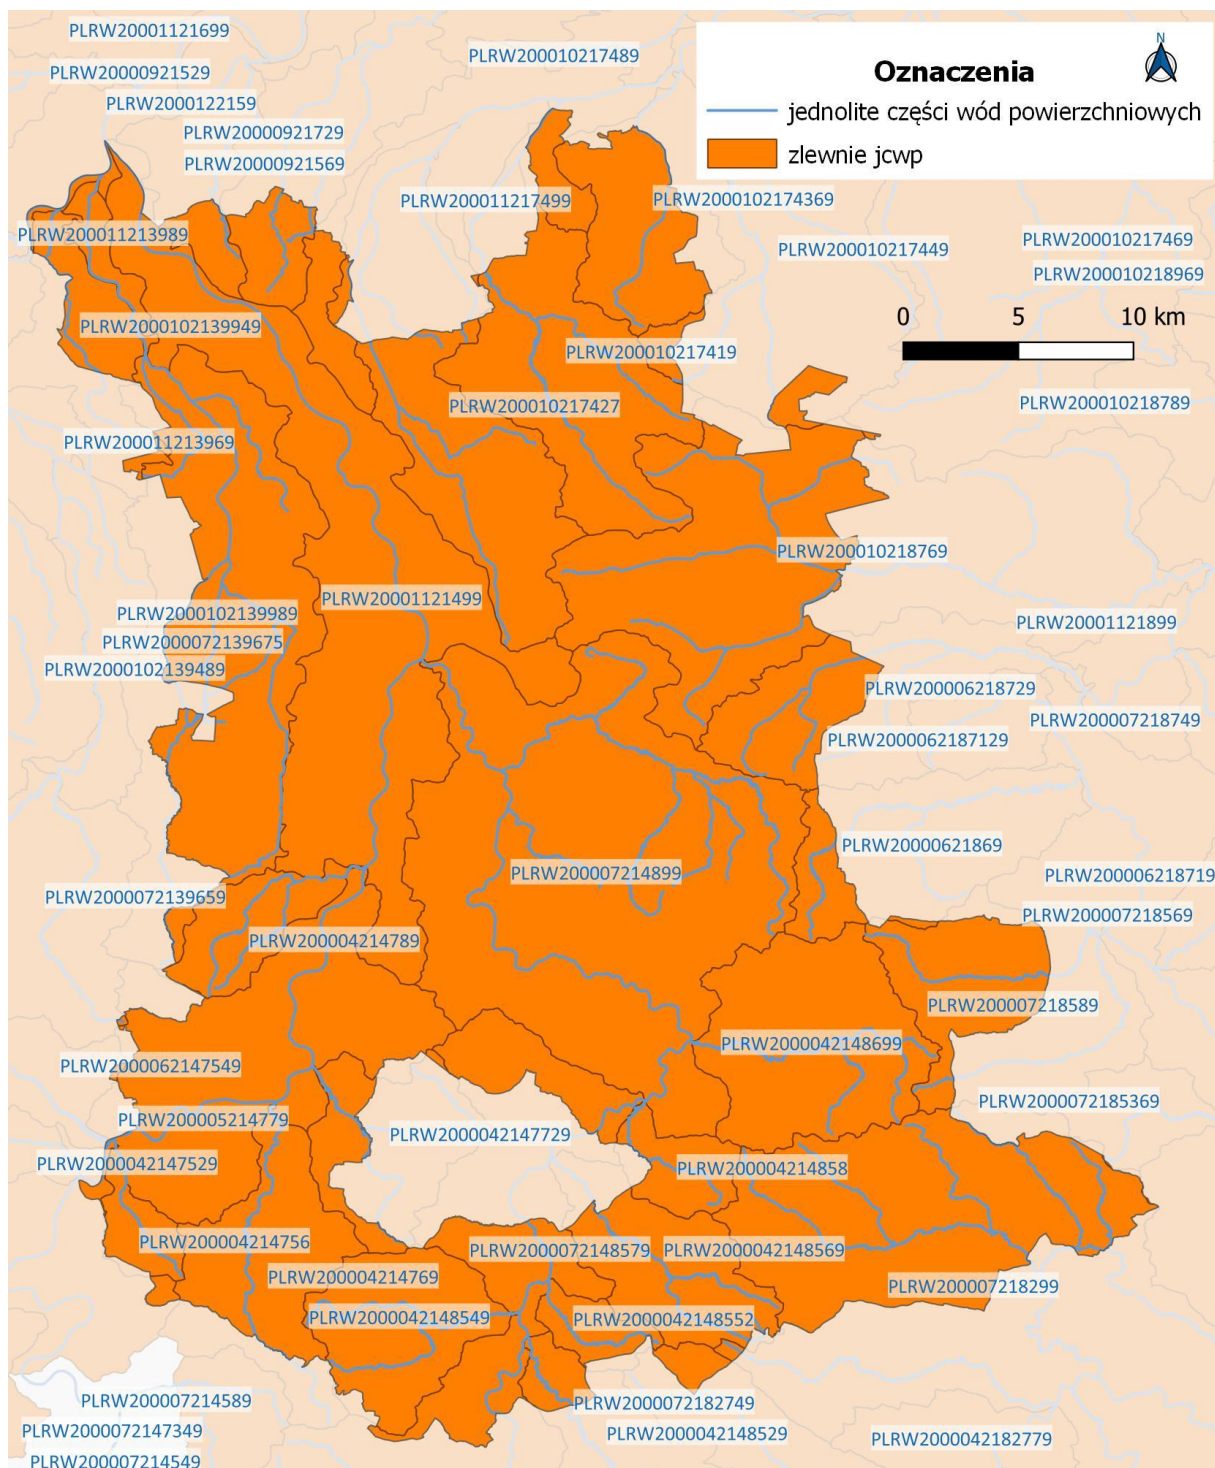 PLRW20001121699
PLRW200010217489
PLRW20000921529
PLRW2000122159
PLRW20000921729
PLRW20000921569
N
Oznaczenia
jednolite części wód powierzchniowych
zlewnie jcwp
PLRW200011217499
PLRW2000102174369
PLRW200011213989
PLRW200010217449
PLRW200010217469
PLRW200010218969
PLRW2000102139949
0 5 10 km
PLRW200010217419
PLRW200010217427
PLRW200010218789
PLRW200011213969
PLRW200010218769
PLRW20001121499
PLRW2000102139989
PLRW20001121899
PLRW2000072139675
PLRW2000102139489
PLRW200006218729
PLRW200007218749
PLRW2000062187129
PLRW20000621869
PLRW200007214899
PLRW200006218719
PLRW2000072139659
PLRW200007218569
PLRW200004214789
PLRW200007218589
PLRW2000042148699
PLRW2000062147549
PLRW2000072185369
PLRW200005214779
PLRW2000042147729
PLRW2000042147529
PLRW200004214858
PLRW200004214756
PLRW2000072148579
PLRW2000042148569
PLRW200004214769
PLRW200007218299
PLRW2000042148549
PLRW2000042148552
PLRW200007214589
PLRW2000072182749
PLRW2000072147349
PLRW2000042148529
PLRW2000042182779
PLRW200007214549